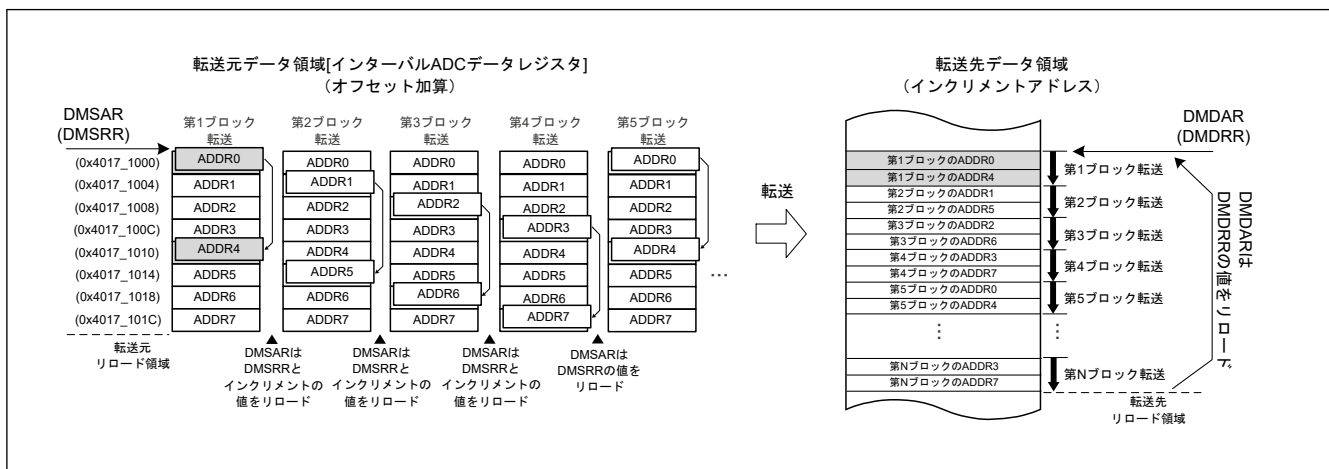 転送元データ領域[インターバルADCデータレジスタ]
（オフセット加算）
DMSAR
(DMSRR)
第1ブロック
転送
第2ブロック
転送
第3ブロック
転送
第4ブロック
転送
第5ブロック
転送
(0x4017_1000)
ADDR0
ADDR0
ADDR0
ADDR0
ADDR0
(0x4017_1004)
ADDR1
ADDR1
ADDR1
ADDR1
ADDR1
(0x4017_1008)
ADDR2
ADDR2
ADDR2
ADDR2
ADDR2
(0x4017_100C)
ADDR3
ADDR3
ADDR3
ADDR3
ADDR3
(0x4017_1010)
ADDR4
ADDR4
ADDR4
ADDR4
ADDR4
(0x4017_1014)
ADDR5
ADDR5
ADDR5
ADDR5
ADDR5
…
(0x4017_1018)
ADDR6
ADDR6
ADDR6
ADDR6
ADDR6
(0x4017_101C)
ADDR7
ADDR7
ADDR7
ADDR7
ADDR7
転送元
リロード領域
DMSARは
DMSRRと
インクリメントの
値をリロード
DMSARは
DMSRRと
インクリメントの
値をリロード
DMSARは
DMSRRと
インクリメントの
値をリロード
DMSARは
DMSRRの値を
リロード
転送
転送先データ領域
（インクリメントアドレス）
DMDAR
(DMDRR)
第1ブロックのADDR0
第1ブロックのADDR4
第2ブロックのADDR1
第2ブロックのADDR5
第3ブロックのADDR2
第3ブロックのADDR6
第4ブロックのADDR3
第4ブロックのADDR7
第5ブロックのADDR0
第5ブロックのADDR4
⋮
第NブロックのADDR3
第NブロックのADDR7
第1ブロック転送
第2ブロック転送
第3ブロック転送
第4ブロック転送
第5ブロック転送
⋮
第Nブロック転送
転送先
リロード領域
DMDARは
DMDRRの値をリロード